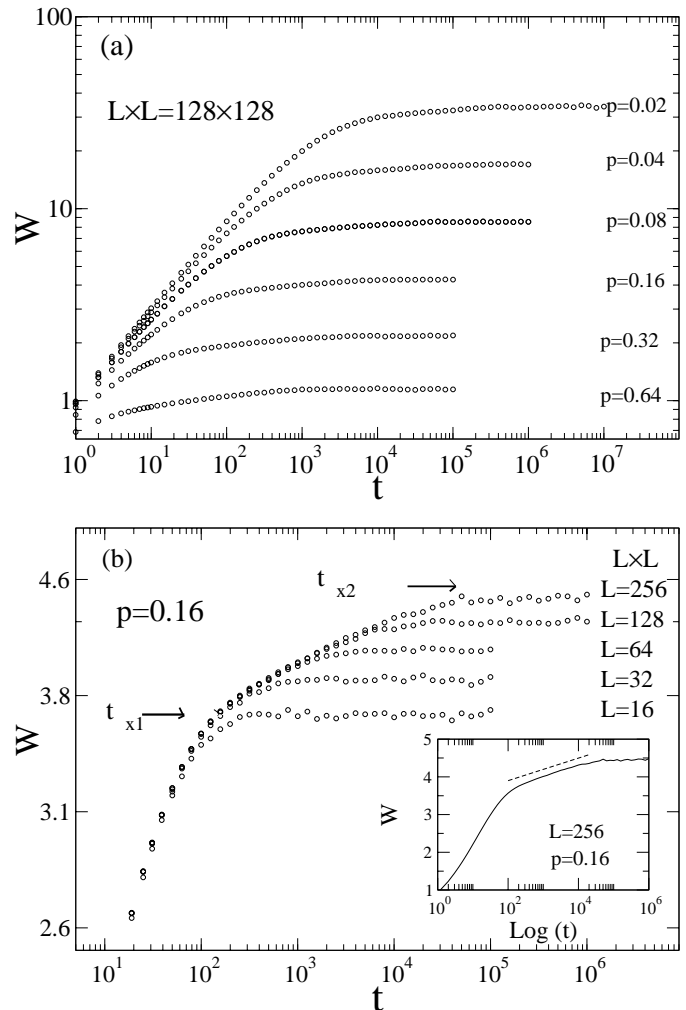 (a)
L×L=128×128
100
10
1
W
p=0.02
p=0.04
p=0.08
p=0.16
p=0.32
p=0.64
10^0 10^1 10^2 10^3 10^4 10^5 10^6 10^7
t
(b)
p=0.16
t x2
t x1
L×L
L=256
L=128
L=64
L=32
L=16
4.6
3.8
3.1
2.6
W
5
4
3
2
1
W
L=256
p=0.16
10^0 10^2 10^4 10^6
Log (t)
10^1 10^2 10^3 10^4 10^5 10^6
t